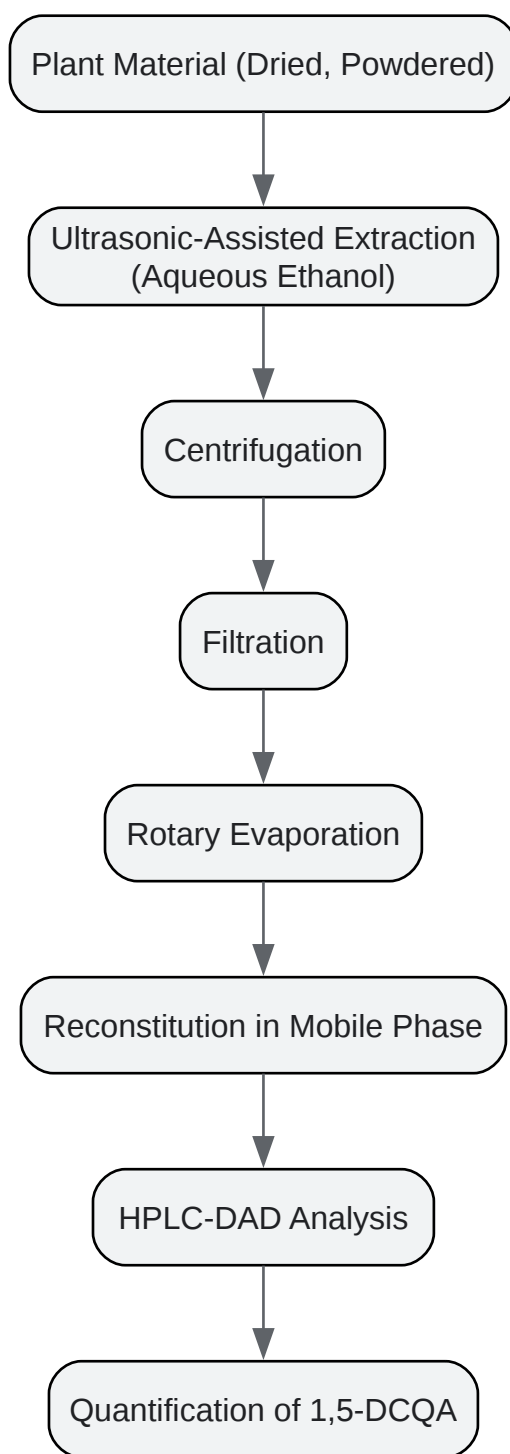 Plant Material (Dried, Powdered)
Ultrasonic-Assisted Extraction
(Aqueous Ethanol)
Centrifugation
Filtration
Rotary Evaporation
Reconstitution in Mobile Phase
HPLC-DAD Analysis
Quantification of 1,5-DCQA